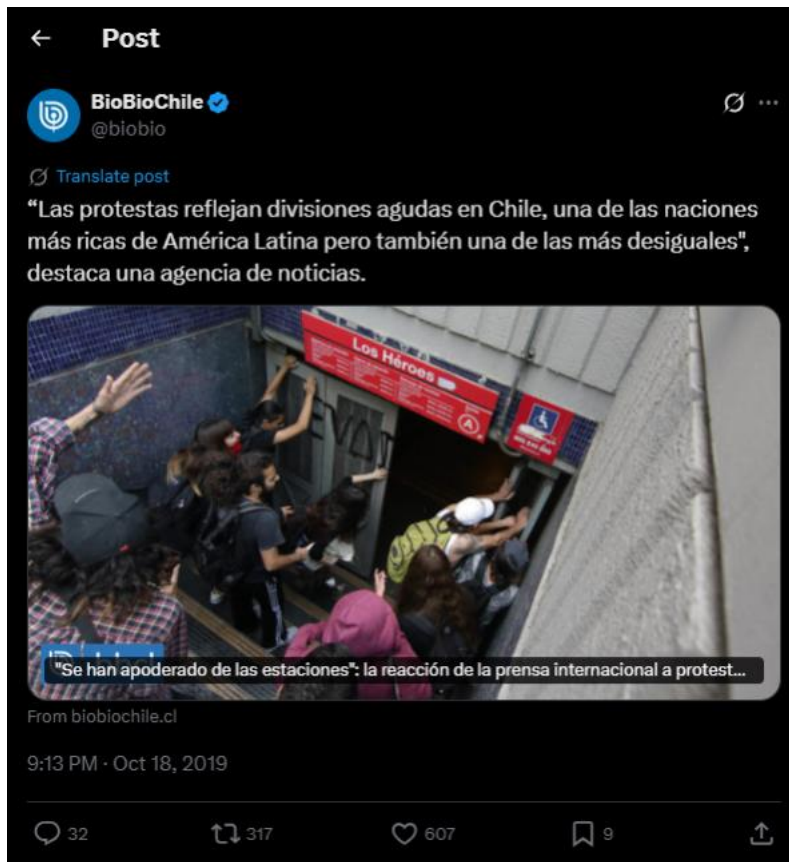 Post
BioBioChile
@biobio
Translate post
“Las protestas reflejan divisiones agudas en Chile, una de las naciones
más ricas de América Latina pero también una de las más desiguales",
destaca una agencia de noticias.
Los Héroes
A
"Se han apoderado de las estaciones": la reacción de la prensa internacional a protest...
From biobiochile.cl
9:13 PM · Oct 18, 2019
32
317
607
9